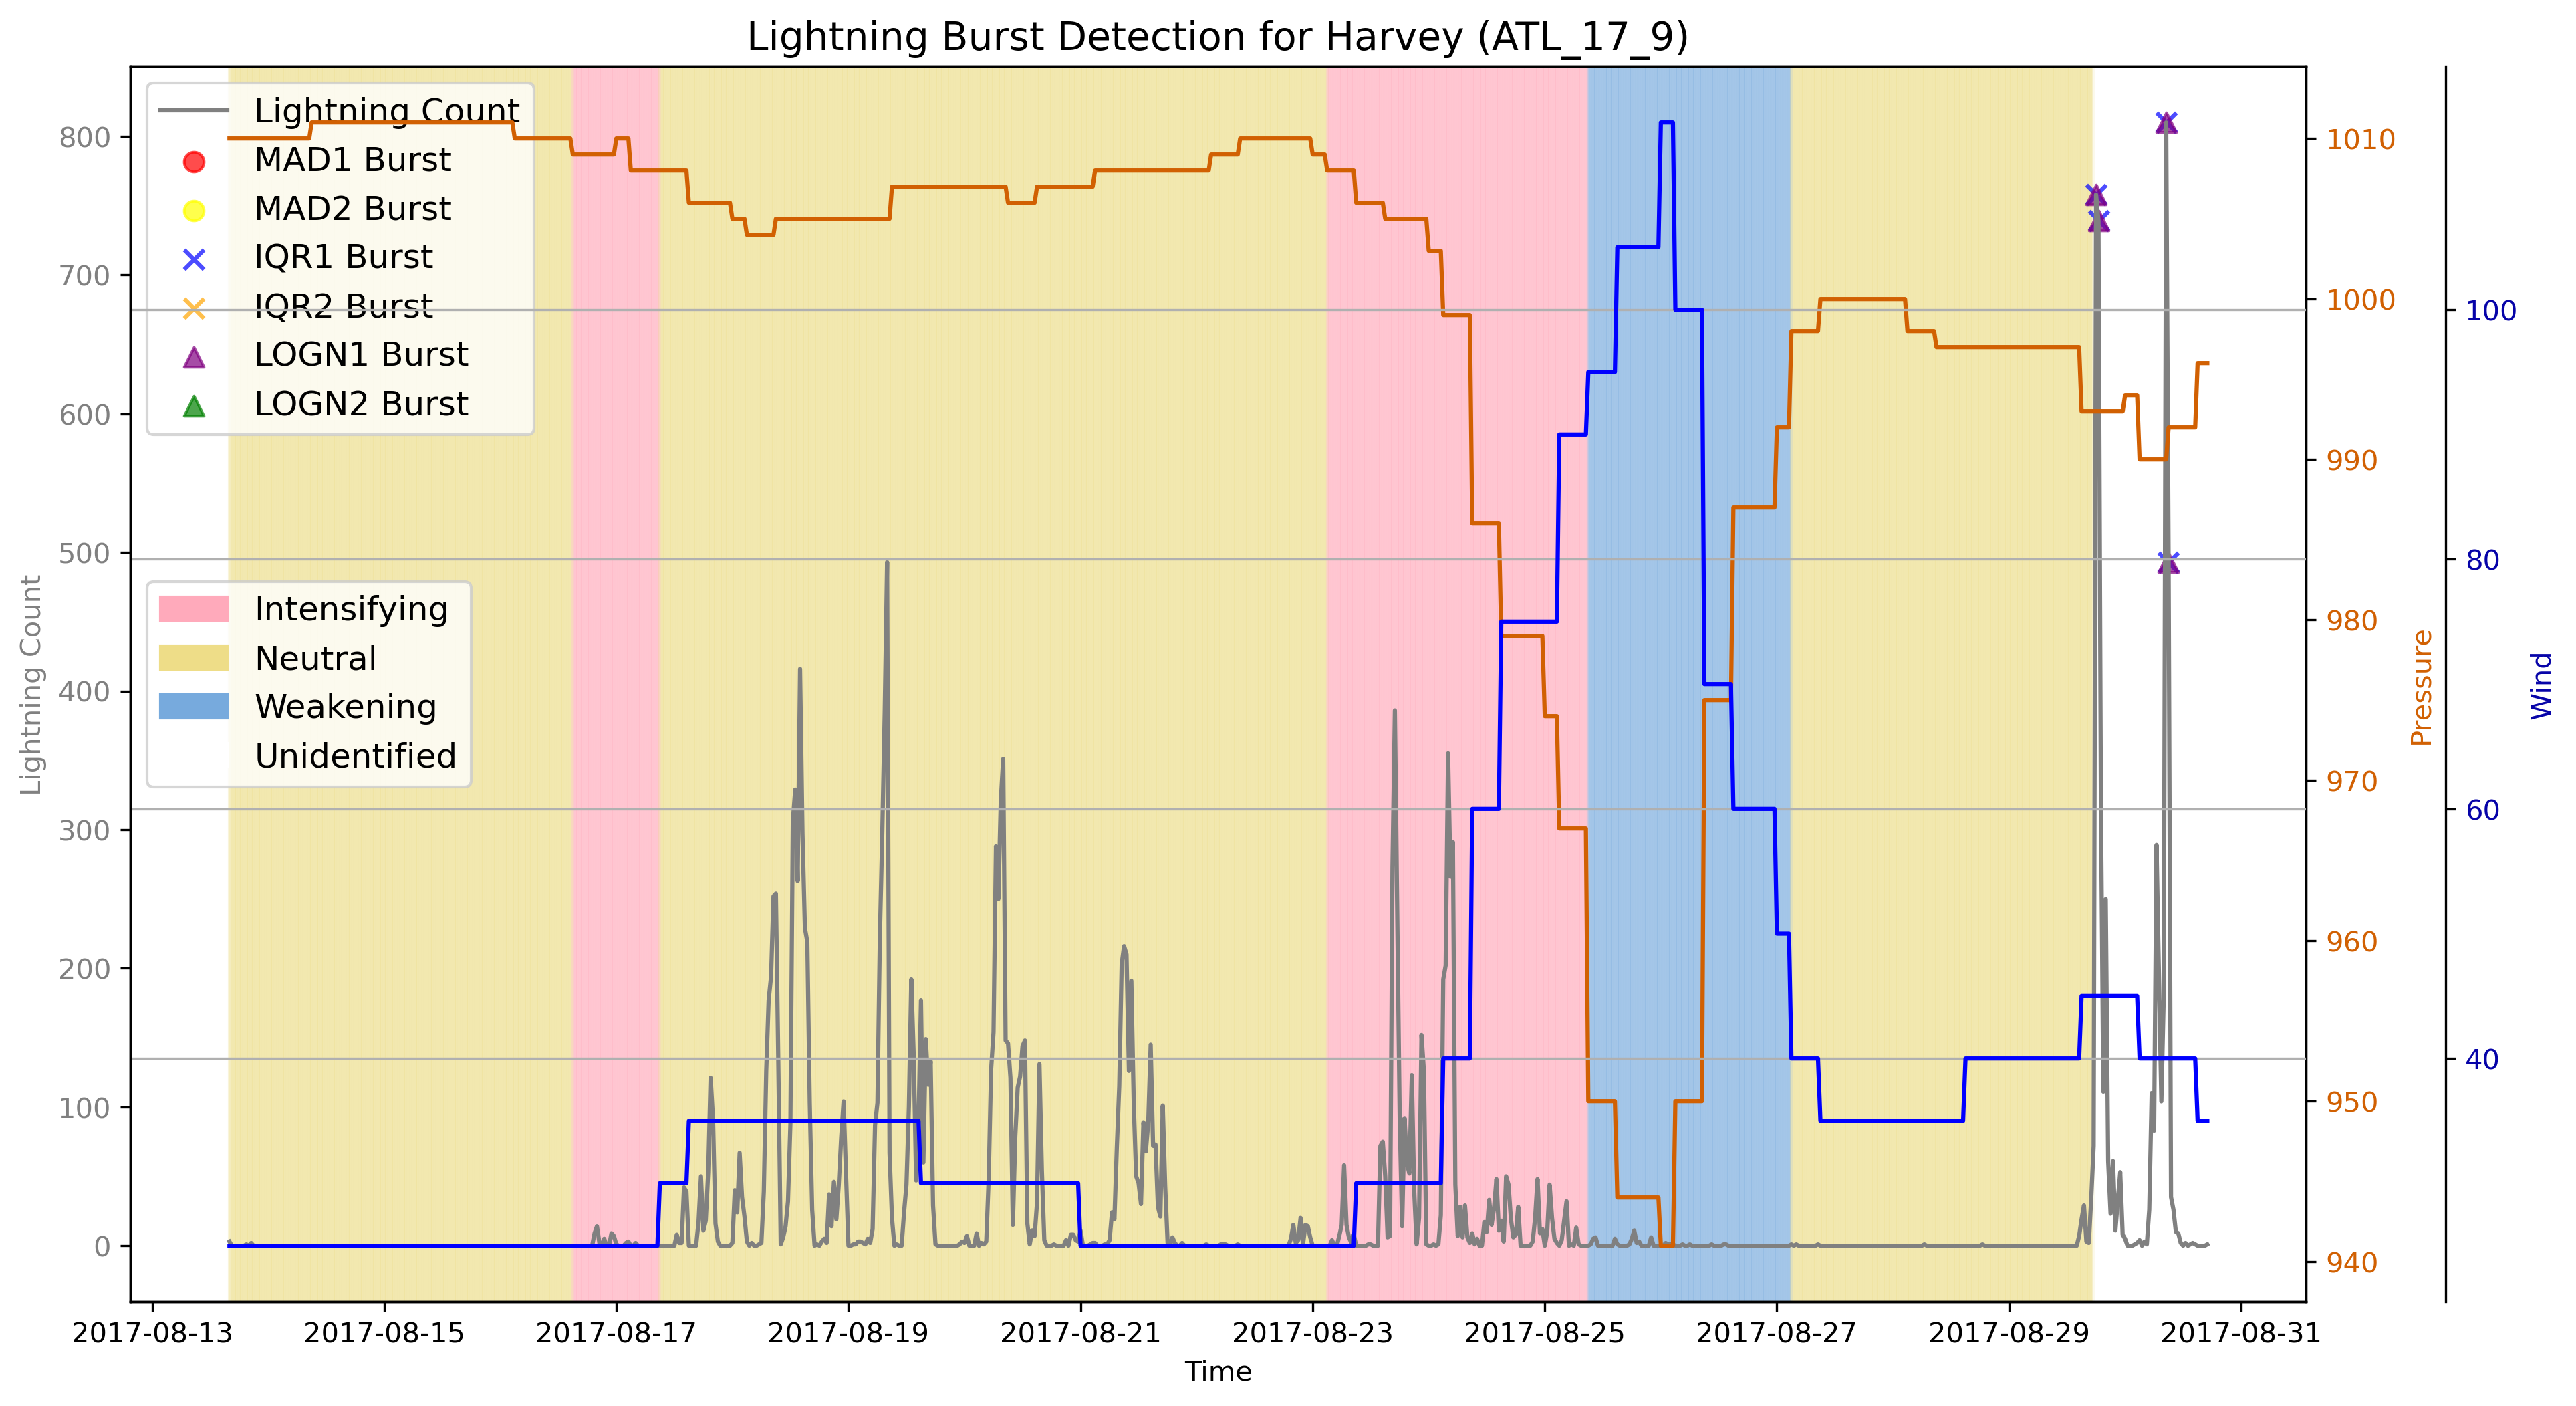 Lightning Burst Detection for Harvey (ATL_17_9)
Lightning Count
MAD1 Burst
MAD2 Burst
IQR1 Burst
IQR2 Burst
LOGN1 Burst
LOGN2 Burst
Intensifying
Neutral
Weakening
Unidentified
Lightning Count
800
700
600
500
400
300
200
100
0
1010
1000
990
980
970
960
950
940
Pressure
100
80
60
40
Wind
2017-08-13
2017-08-15
2017-08-17
2017-08-19
2017-08-21
2017-08-23
2017-08-25
2017-08-27
2017-08-29
2017-08-31
Time